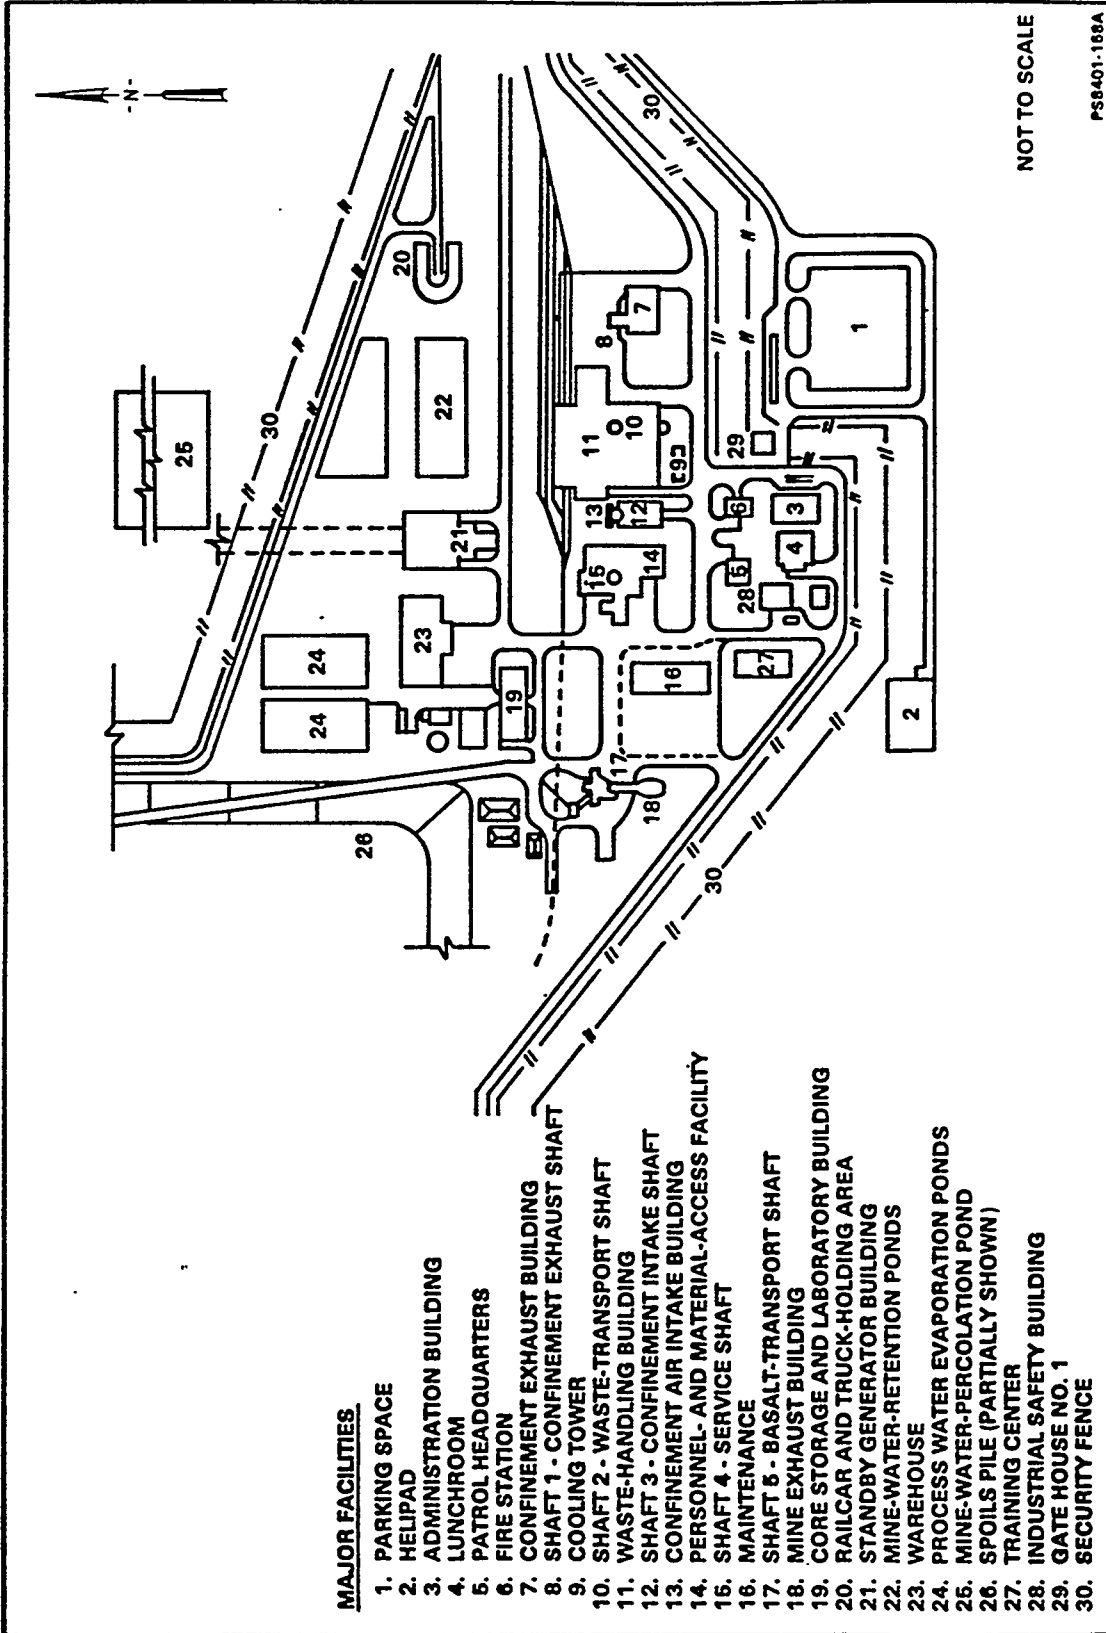 -N-
30
25
30
20
22
24
24
23
21
26
19
11
10
8
7
9
13
12
15
14
16
17
18
29
6
5
3
4
28
27
1
2
30
MAJOR FACILITIES
1. PARKING SPACE
2. HELIPAD
3. ADMINISTRATION BUILDING
4. LUNCHROOM
5. PATROL HEADQUARTERS
6. FIRE STATION
7. CONFINEMENT EXHAUST BUILDING
8. SHAFT 1 - CONFINEMENT EXHAUST SHAFT
9. COOLING TOWER
10. SHAFT 2 - WASTE-TRANSPORT SHAFT
11. WASTE-HANDLING BUILDING
12. SHAFT 3 - CONFINEMENT INTAKE SHAFT
13. CONFINEMENT AIR INTAKE BUILDING
14. PERSONNEL- AND MATERIAL-ACCESS FACILITY
15. SHAFT 4 - SERVICE SHAFT
16. MAINTENANCE
17. SHAFT 5 - BASALT-TRANSPORT SHAFT
18. MINE EXHAUST BUILDING
19. CORE STORAGE AND LABORATORY BUILDING
20. RAILCAR AND TRUCK-HOLDING AREA
21. STANDBY GENERATOR BUILDING
22. MINE-WATER-RETENTION PONDS
23. WAREHOUSE
24. PROCESS WATER EVAPORATION PONDS
25. MINE-WATER-PERCOLATION POND
26. SPOILS PILE (PARTIALLY SHOWN)
27. TRAINING CENTER
28. INDUSTRIAL SAFETY BUILDING
29. GATE HOUSE NO. 1
30. SECURITY FENCE
NOT TO SCALE
PS8401-168A